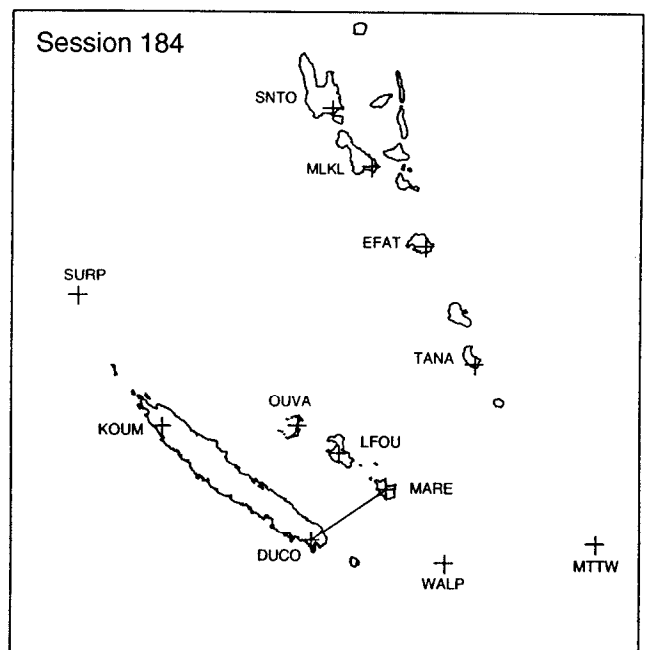 Session 184
SNTO
MLKL
EFAT
SURP
TANA
OUVA
KOUM
LFOU
MARE
DUCO
MTTW
WALP